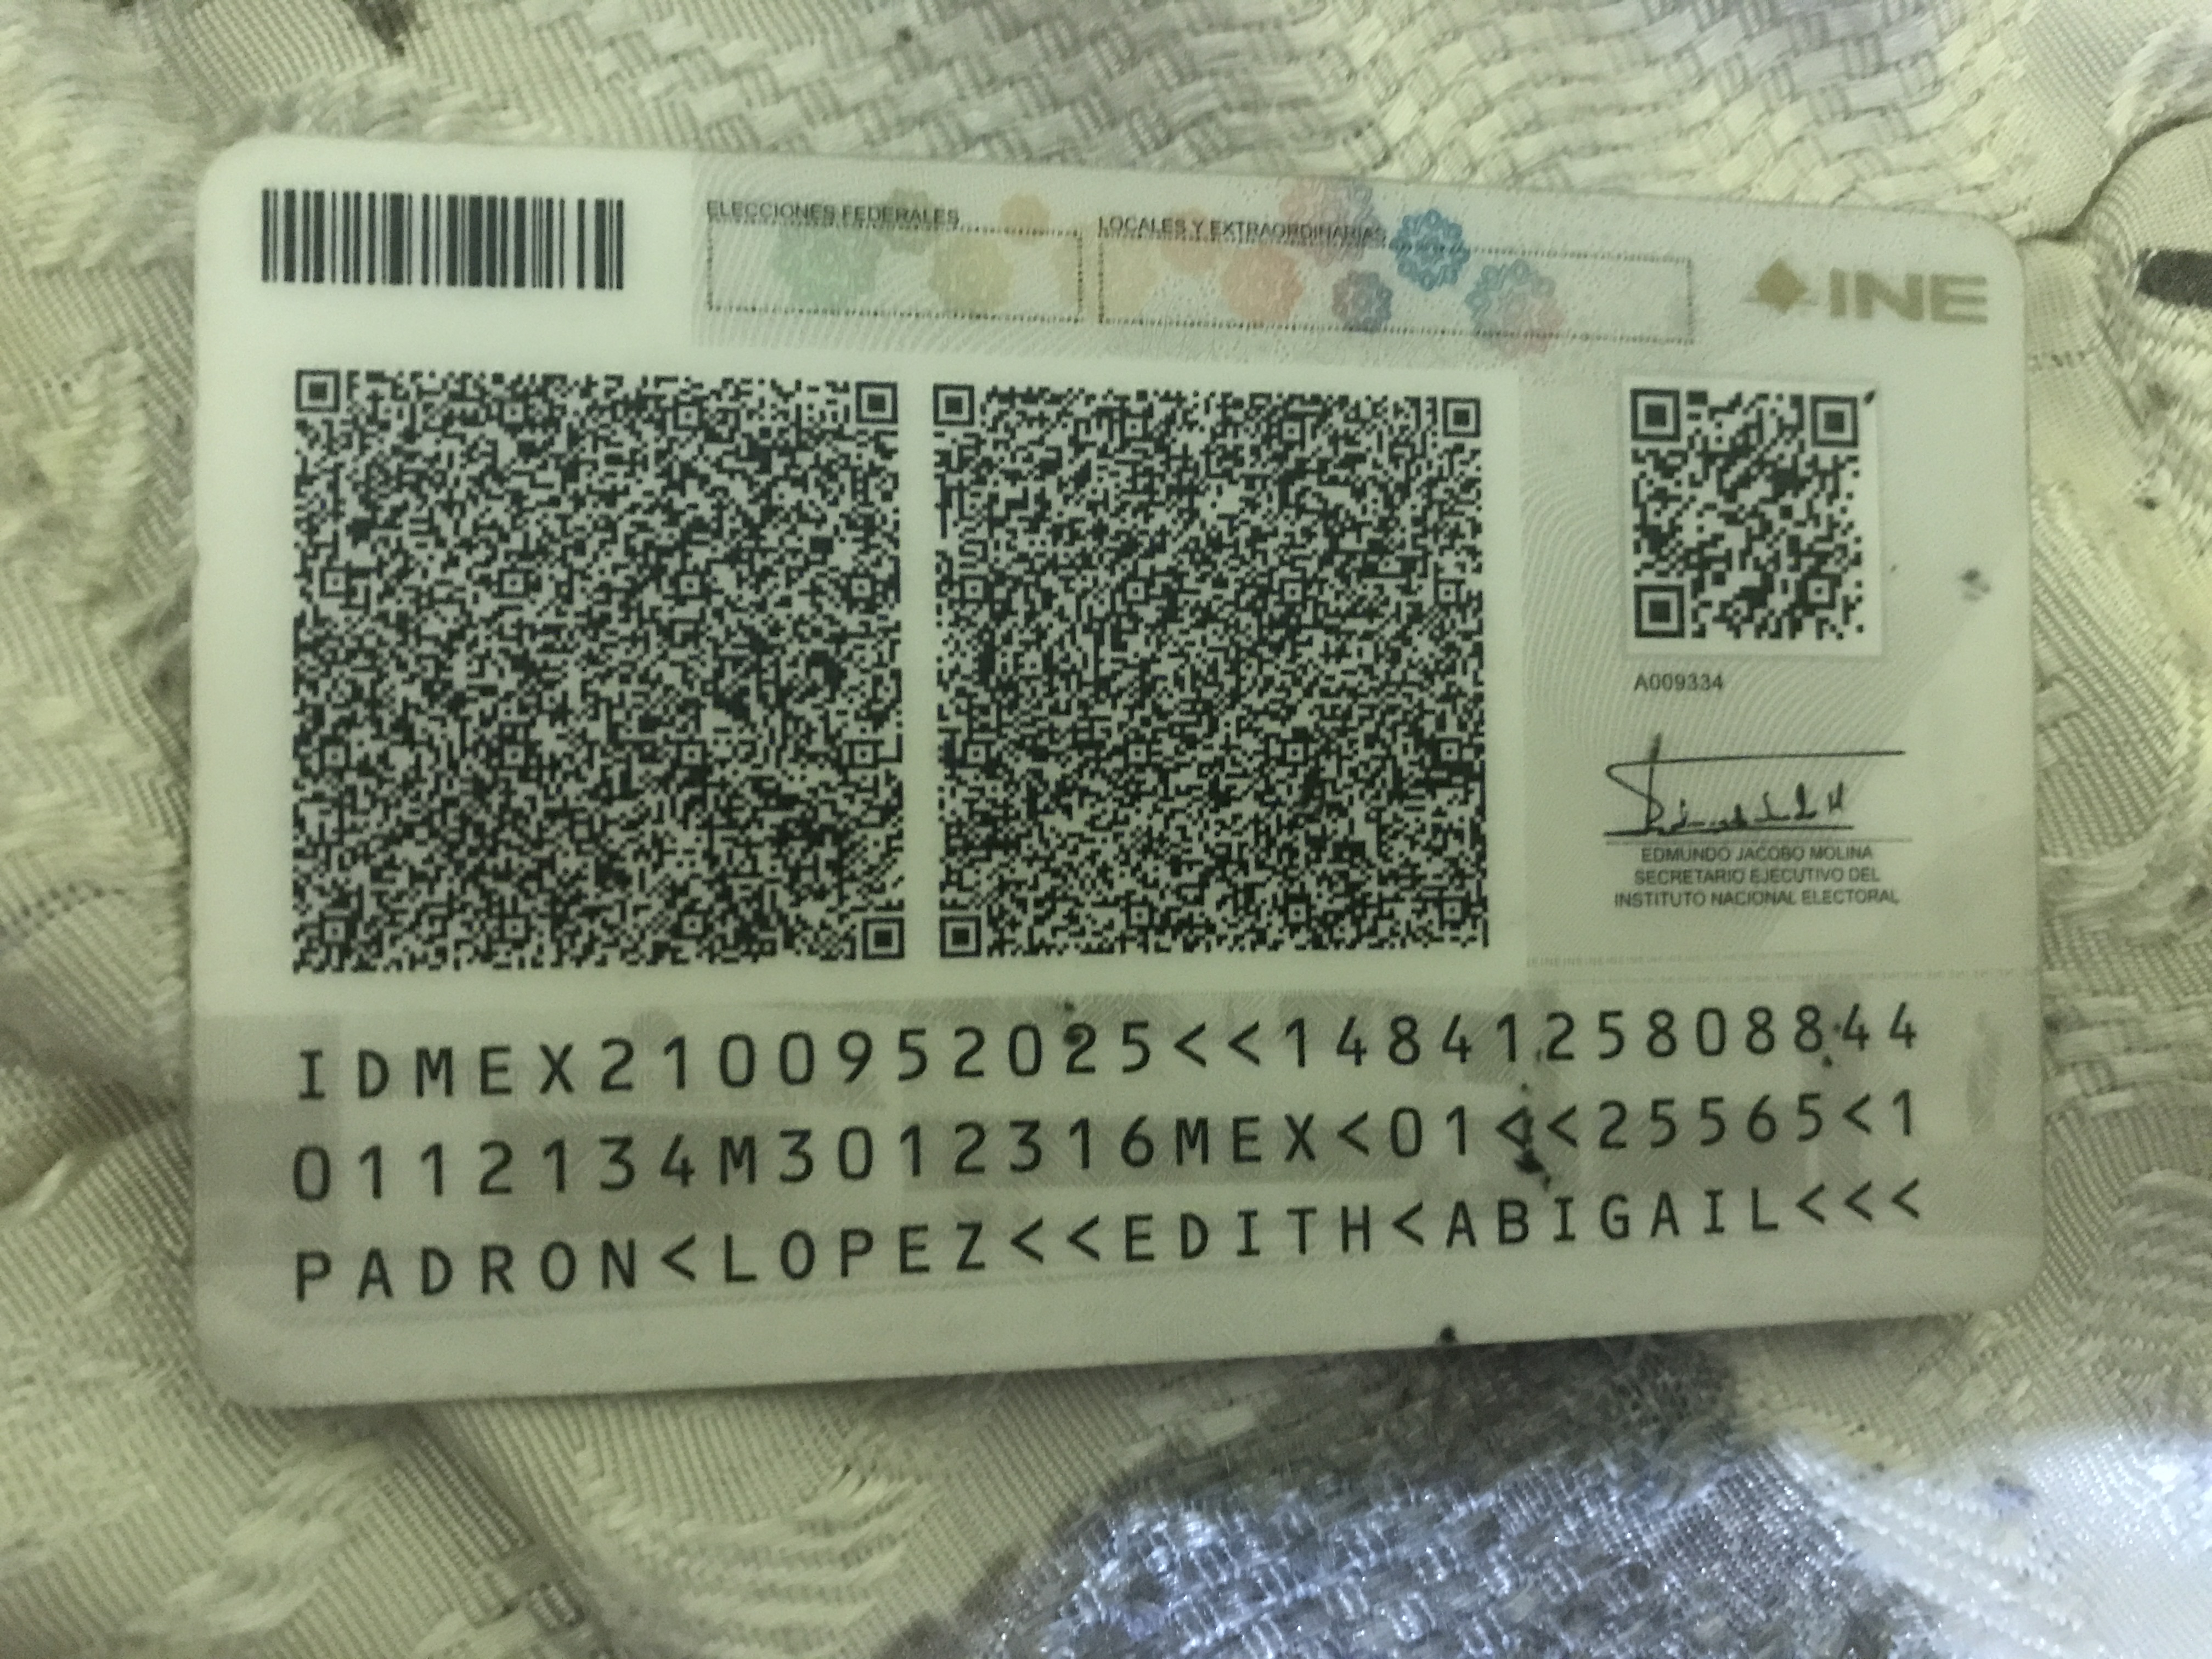 ELECCIONES FEDERALES
LOCALES Y EXTRAORDINARIAS
INE
A009334
EDMUNDO JACOBO MOLINA
SECRETARIO EJECUTIVO DEL
INSTITUTO NACIONAL ELECTORAL
IDMEX2100952025<<1484125808844
0112134M3012316MEX<01<<25565<1
PADRON<LOPEZ<<EDITH<ABIGAIL<<<